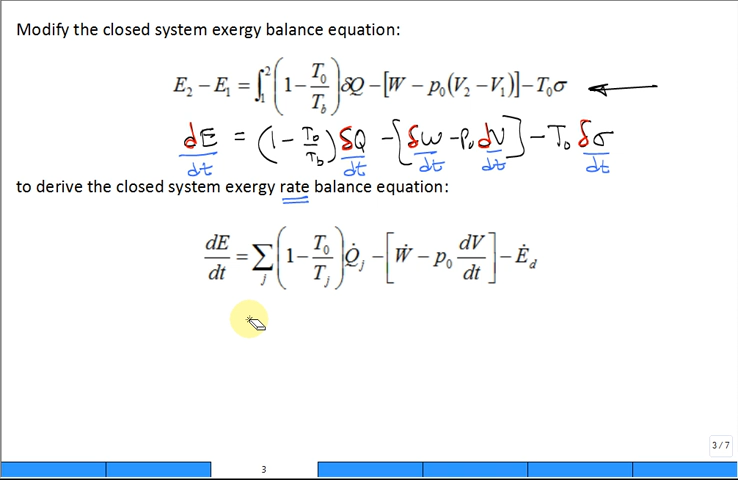 Modify the closed system exergy balance equation:
E₂ – E₁ = ∫₁² (1 – T₀/T_b) δQ – [W – p₀(V₂ – V₁)] – T₀σ
dE/dt = (1 – T₀/T_b) δQ/dt – [δW/dt – P₀ dV/dt] – T₀ δσ/dt
to derive the closed system exergy rate balance equation:
dE/dt = ∑_j (1 – T₀/T_j) Q̇_j – [Ẇ – p₀ dV/dt] – Ė_d
3 / 7
3